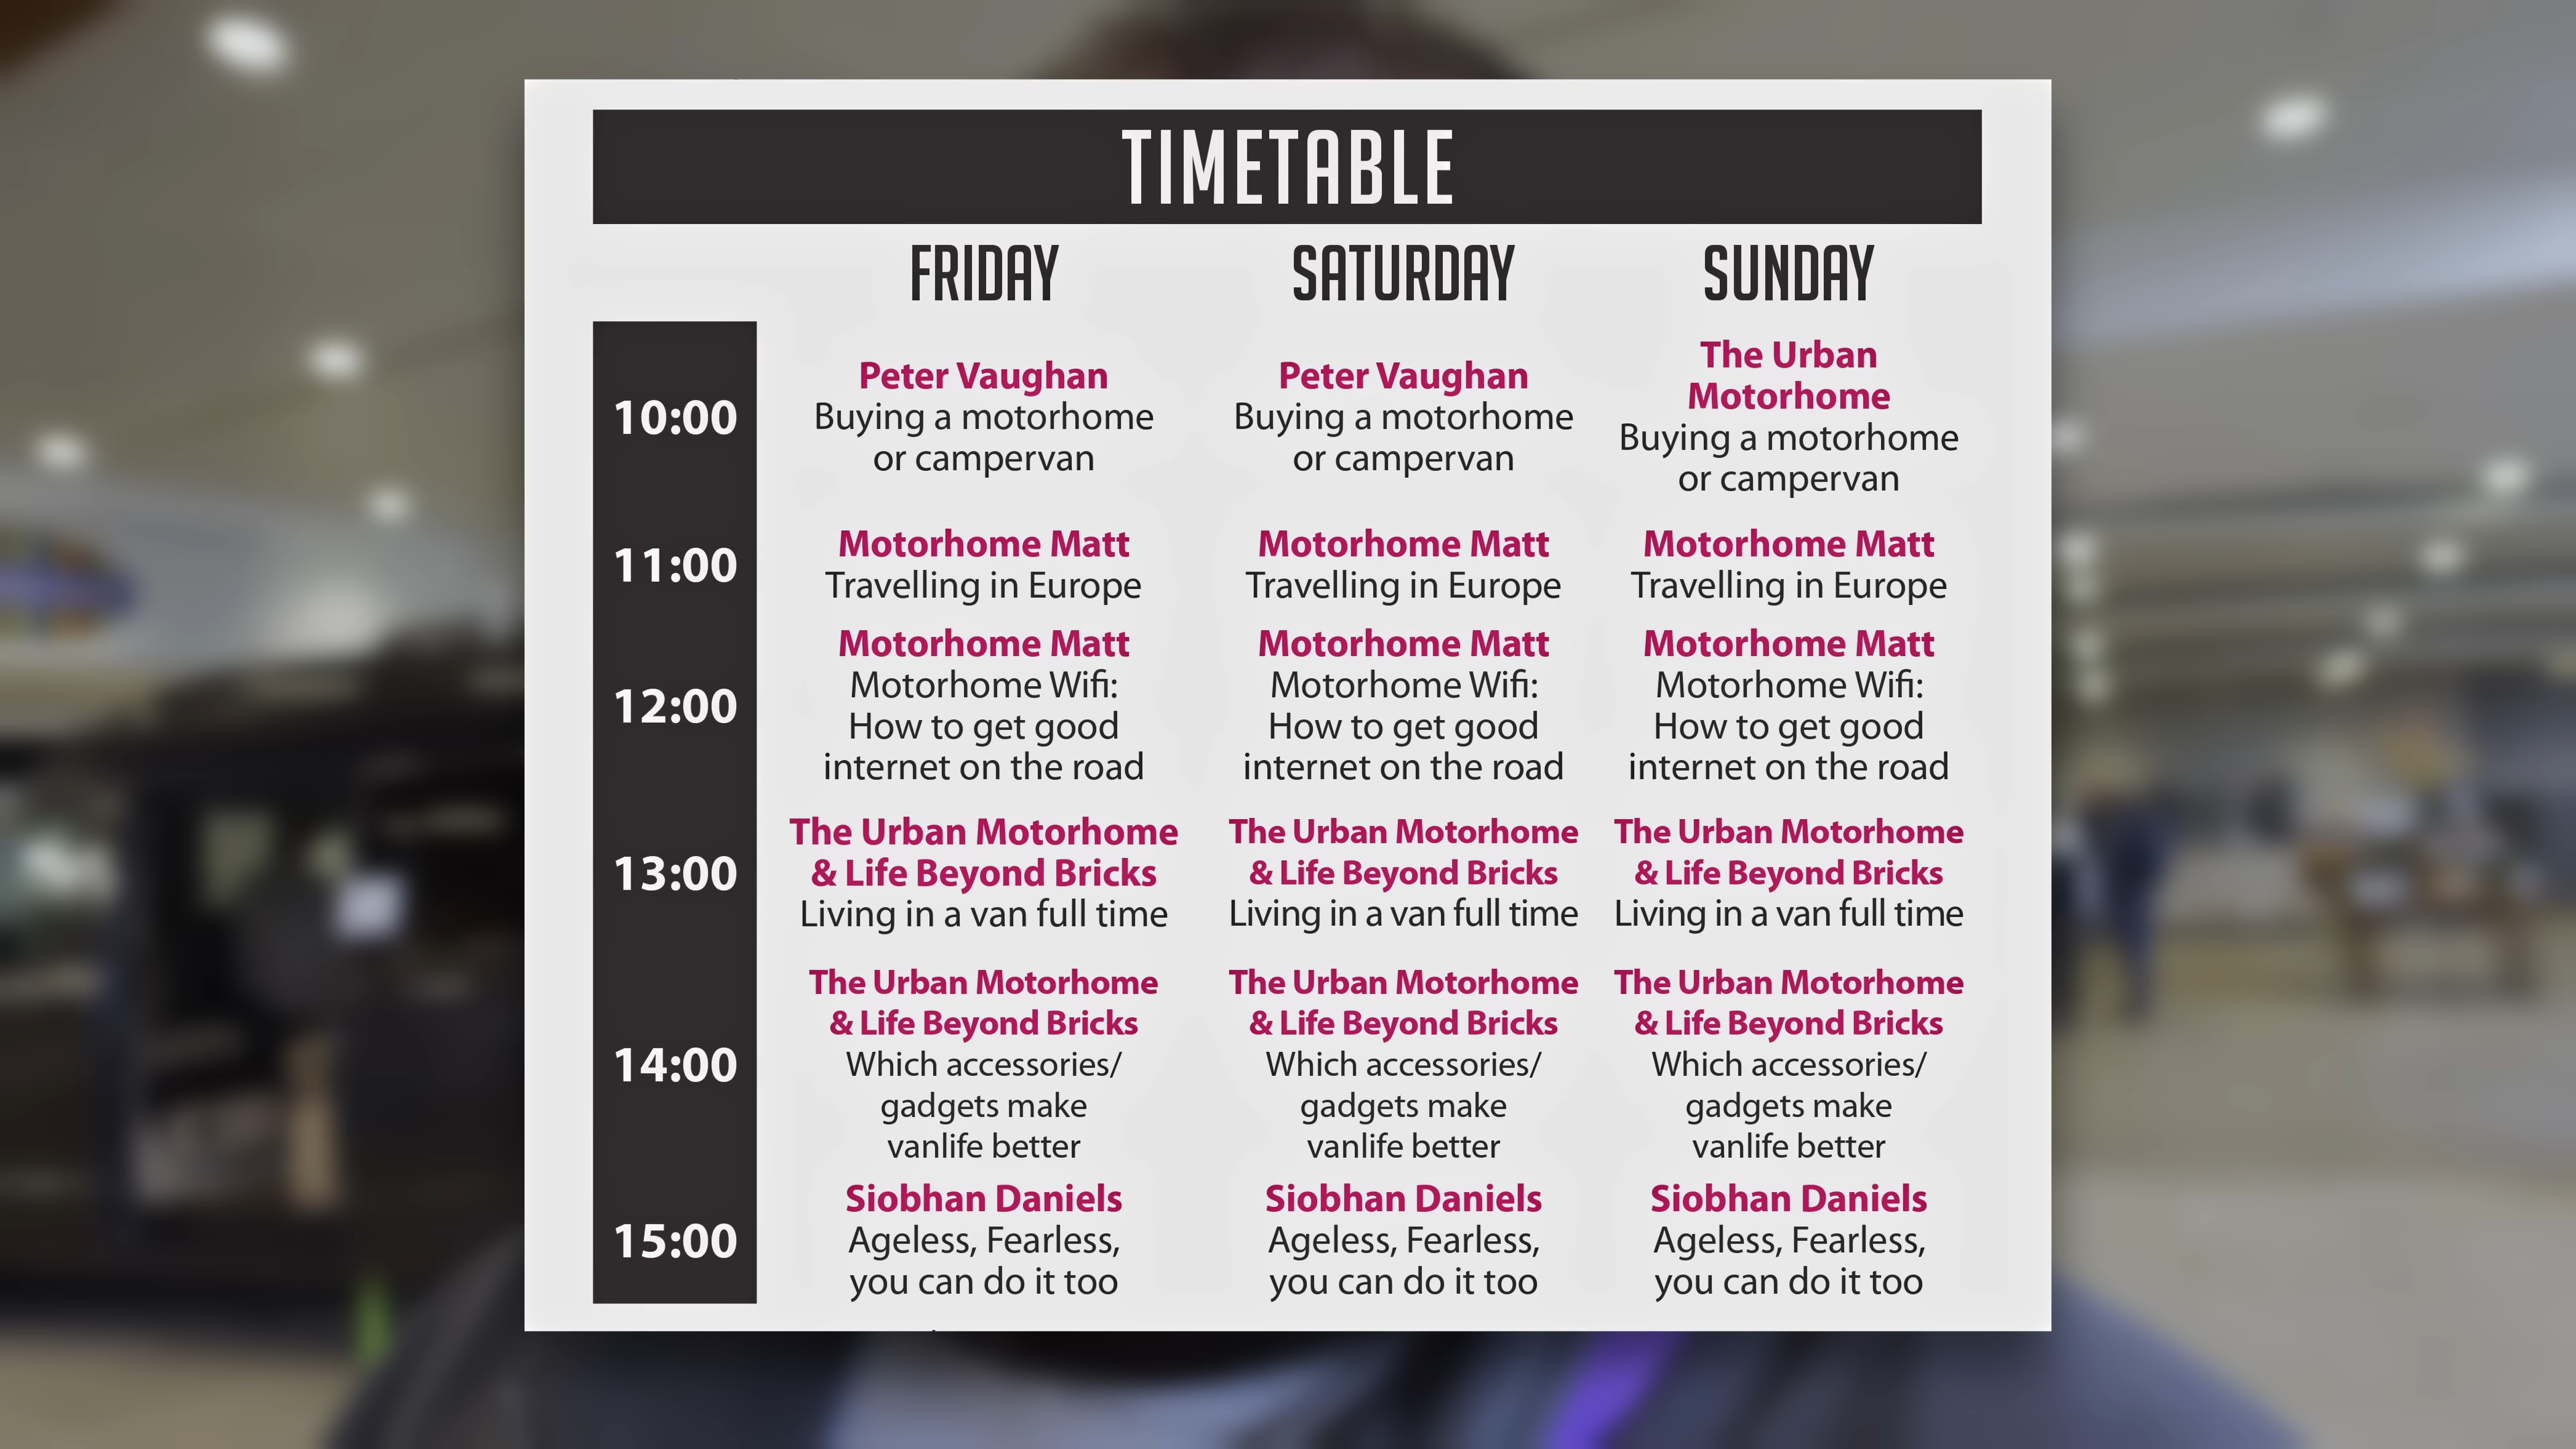 TIMETABLE
FRIDAY SATURDAY SUNDAY
10:00
Peter Vaughan
Buying a motorhome
or campervan
Peter Vaughan
Buying a motorhome
or campervan
The Urban
Motorhome
Buying a motorhome
or campervan
11:00
Motorhome Matt
Travelling in Europe
Motorhome Matt
Travelling in Europe
Motorhome Matt
Travelling in Europe
12:00
Motorhome Matt
Motorhome Wifi:
How to get good
internet on the road
Motorhome Matt
Motorhome Wifi:
How to get good
internet on the road
Motorhome Matt
Motorhome Wifi:
How to get good
internet on the road
13:00
The Urban Motorhome
& Life Beyond Bricks
Living in a van full time
The Urban Motorhome
& Life Beyond Bricks
Living in a van full time
The Urban Motorhome
& Life Beyond Bricks
Living in a van full time
14:00
The Urban Motorhome
& Life Beyond Bricks
Which accessories/
gadgets make
vanlife better
The Urban Motorhome
& Life Beyond Bricks
Which accessories/
gadgets make
vanlife better
The Urban Motorhome
& Life Beyond Bricks
Which accessories/
gadgets make
vanlife better
15:00
Siobhan Daniels
Ageless, Fearless,
you can do it too
Siobhan Daniels
Ageless, Fearless,
you can do it too
Siobhan Daniels
Ageless, Fearless,
you can do it too